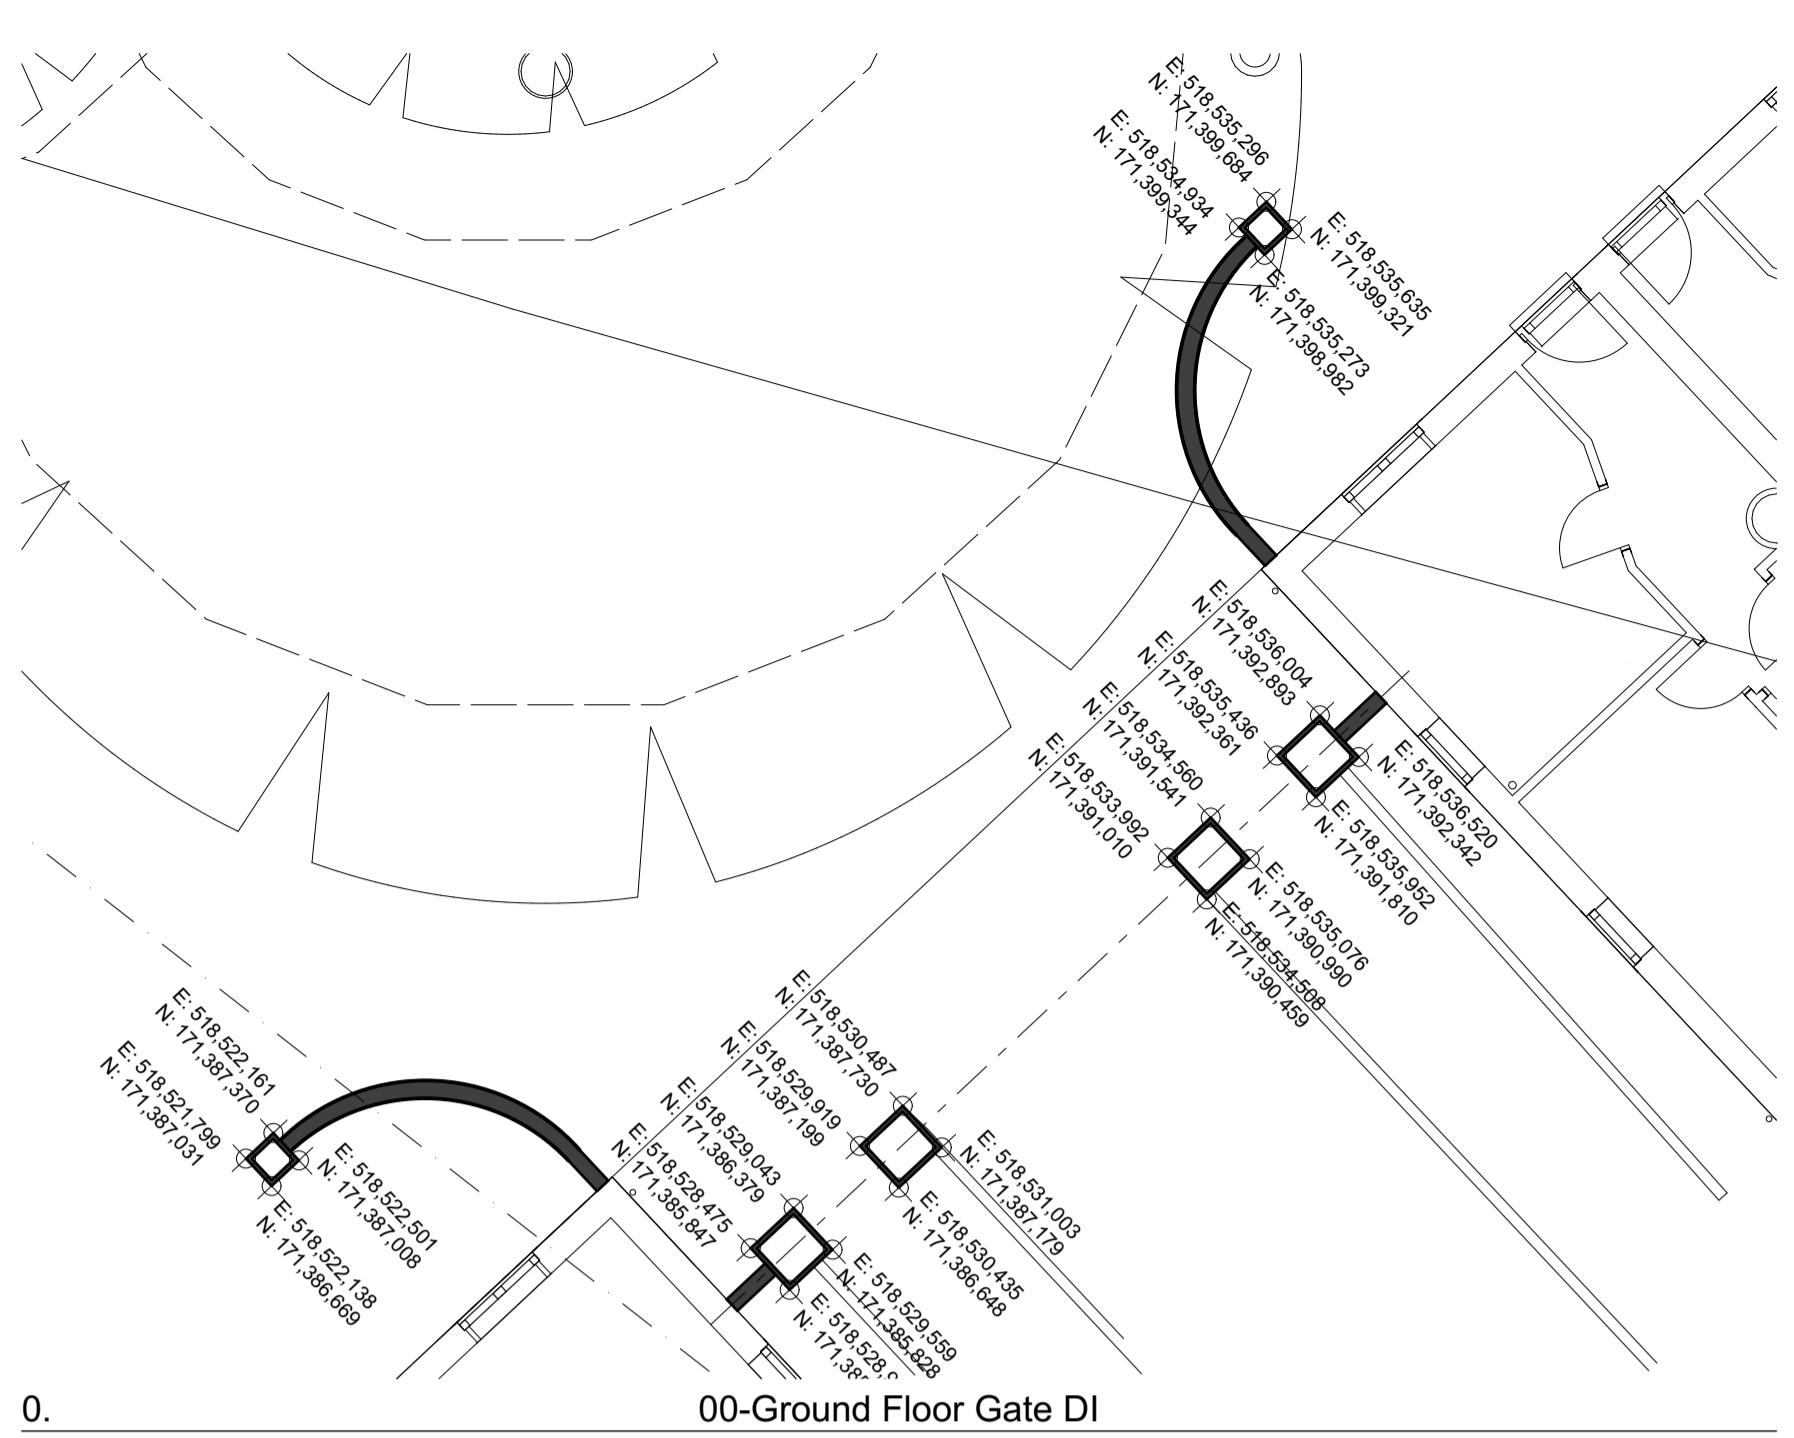 E: 518,535,296
N: 171,399,684
E: 518,534,934
N: 171,399,344
E: 518,535,635
N: 171,399,321
E: 518,535,273
N: 171,398,982
E: 518,536,004
N: 171,392,893
E: 518,535,436
N: 171,392,361
E: 518,534,560
N: 171,391,541
E: 518,533,992
N: 171,391,010
E: 518,536,520
N: 171,392,342
E: 518,535,952
N: 171,391,810
E: 518,535,076
N: 171,390,990
E: 518,534,508
N: 171,390,459
E: 518,530,487
N: 171,387,730
E: 518,529,919
N: 171,387,199
E: 518,529,043
N: 171,386,379
E: 518,528,475
N: 171,385,847
E: 518,531,003
N: 171,387,179
E: 518,530,435
N: 171,386,648
E: 518,529,559
N: 171,385,828
E: 518,522,161
N: 171,387,370
E: 518,521,799
N: 171,387,031
E: 518,522,501
N: 171,387,008
E: 518,522,138
N: 171,386,669
0.
00-Ground Floor Gate DI